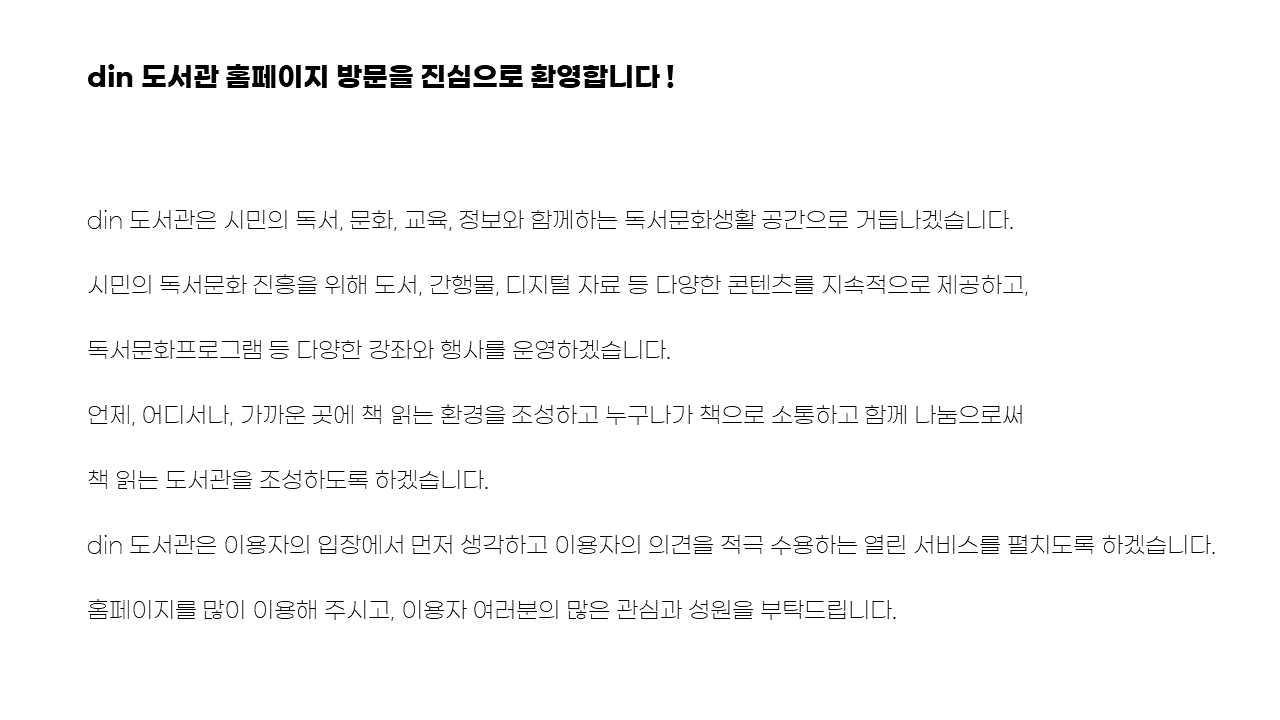 din 도서관 홈페이지 방문을 진심으로 환영합니다 !
din 도서관은 시민의 독서, 문화, 교육, 정보와 함께하는 독서문화생활 공간으로 거듭나겠습니다.
시민의 독서문화 진흥을 위해 도서, 간행물, 디지털 자료 등 다양한 콘텐츠를 지속적으로 제공하고,
독서문화프로그램 등 다양한 강좌와 행사를 운영하겠습니다.
언제, 어디서나, 가까운 곳에 책 읽는 환경을 조성하고 누구나가 책으로 소통하고 함께 나눔으로써
책 읽는 도서관을 조성하도록 하겠습니다.
din 도서관은 이용자의 입장에서 먼저 생각하고 이용자의 의견을 적극 수용하는 열린 서비스를 펼치도록 하겠습니다.
홈페이지를 많이 이용해 주시고, 이용자 여러분의 많은 관심과 성원을 부탁드립니다.